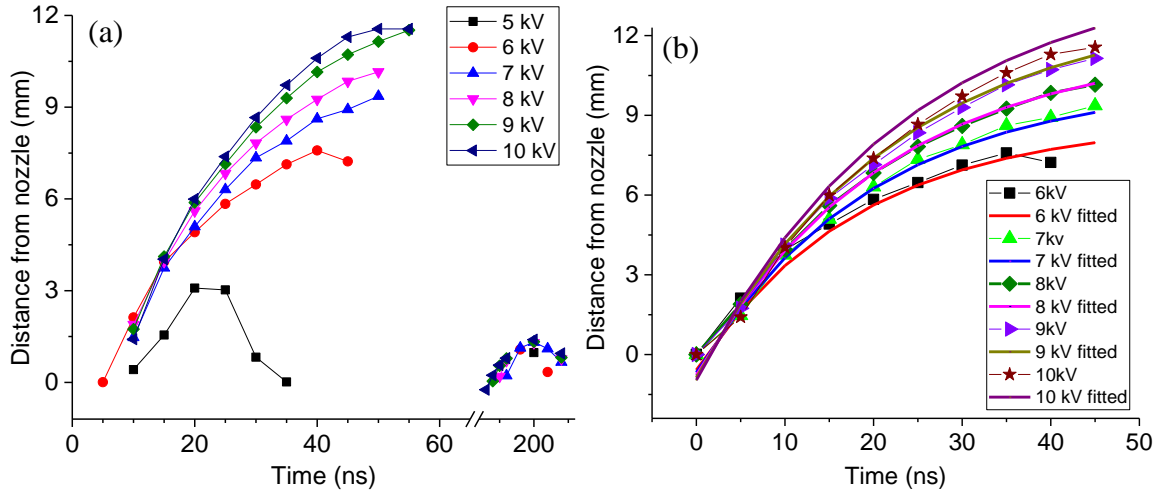 (a)
5 kV
6 kV
7 kV
8 kV
9 kV
10 kV
12
9
6
3
0
Distance from nozzle (mm)
0 20 40 60 200
Time (ns)
(b)
6kV
6 kV fitted
7kv
7 kV fitted
8kV
8 kV fitted
9kV
9 kV fitted
10kV
10 kV fitted
12
9
6
3
0
Distance from nozzle (mm)
0 10 20 30 40 50
Time (ns)